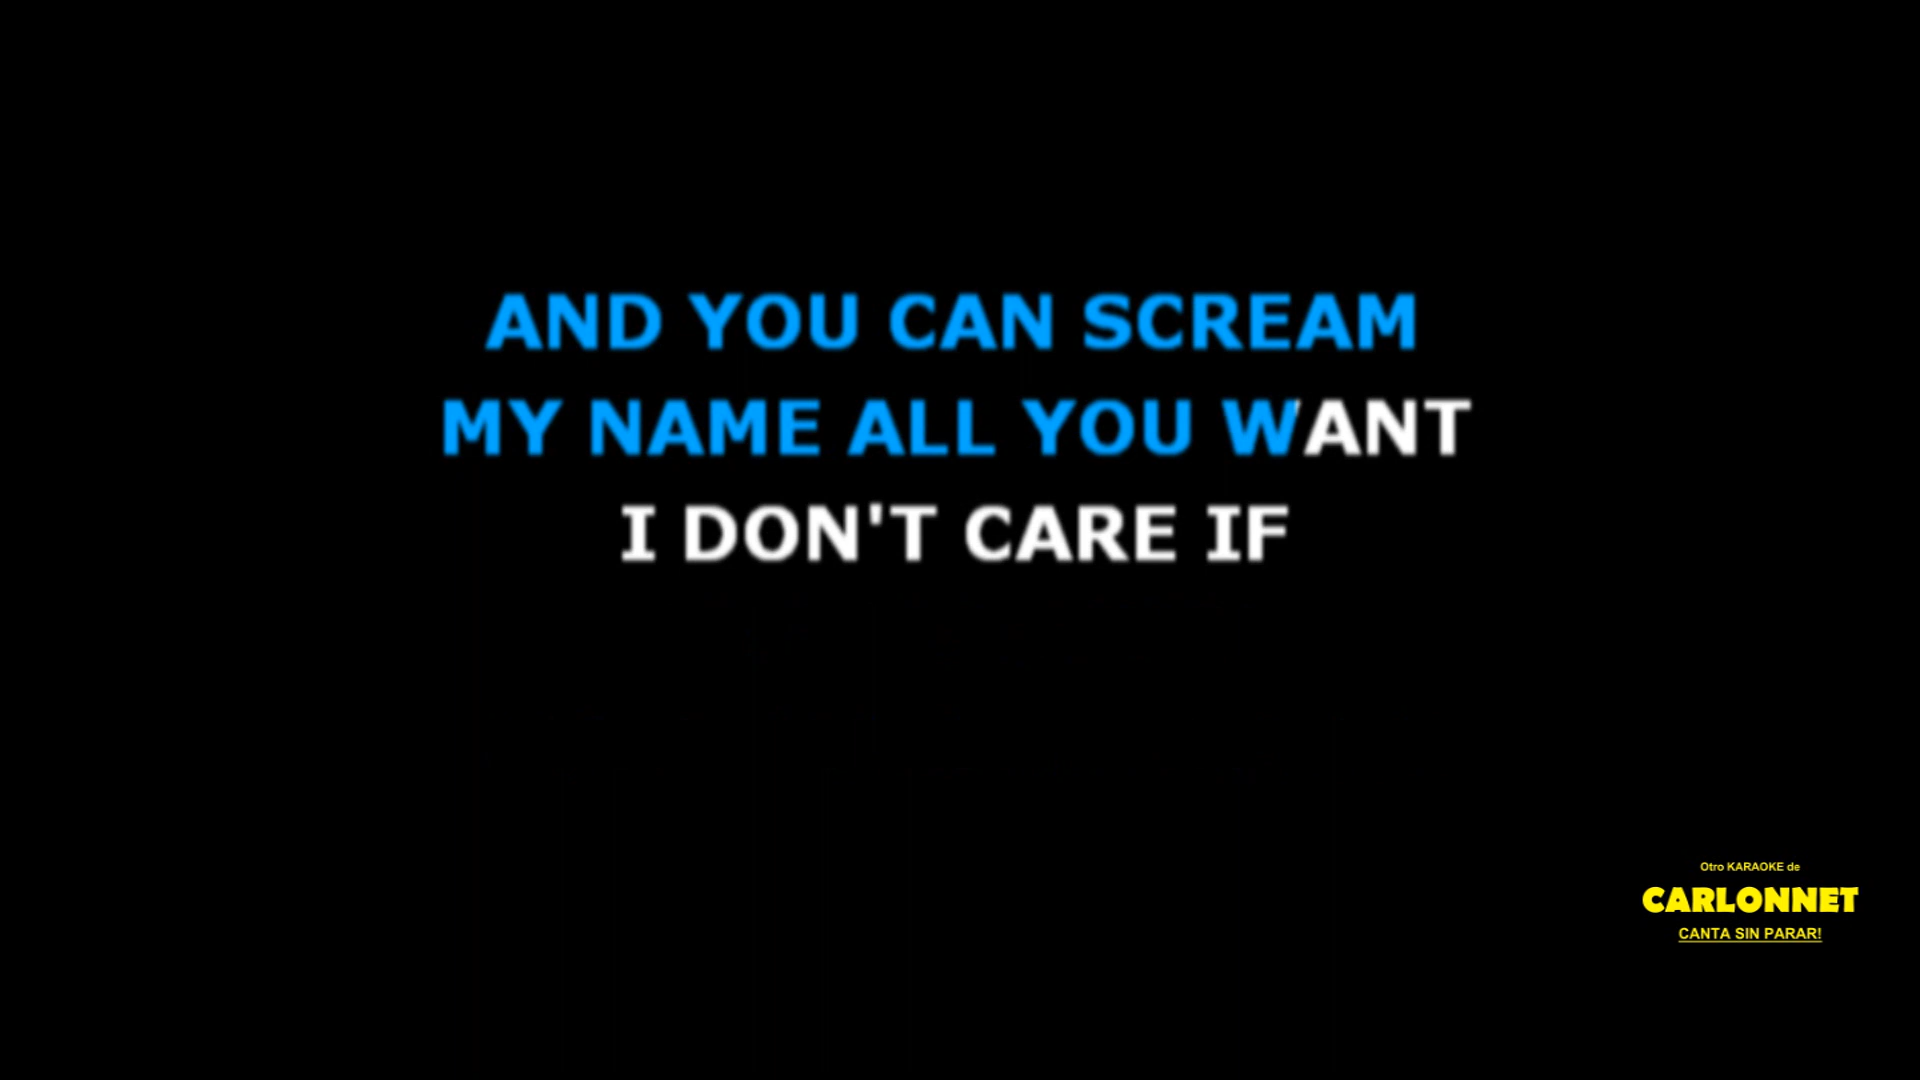 AND YOU CAN SCREAM
MY NAME ALL YOU WANT
I DON'T CARE IF
Otro KARAOKE de
CARLONNET
CANTA SIN PARAR!